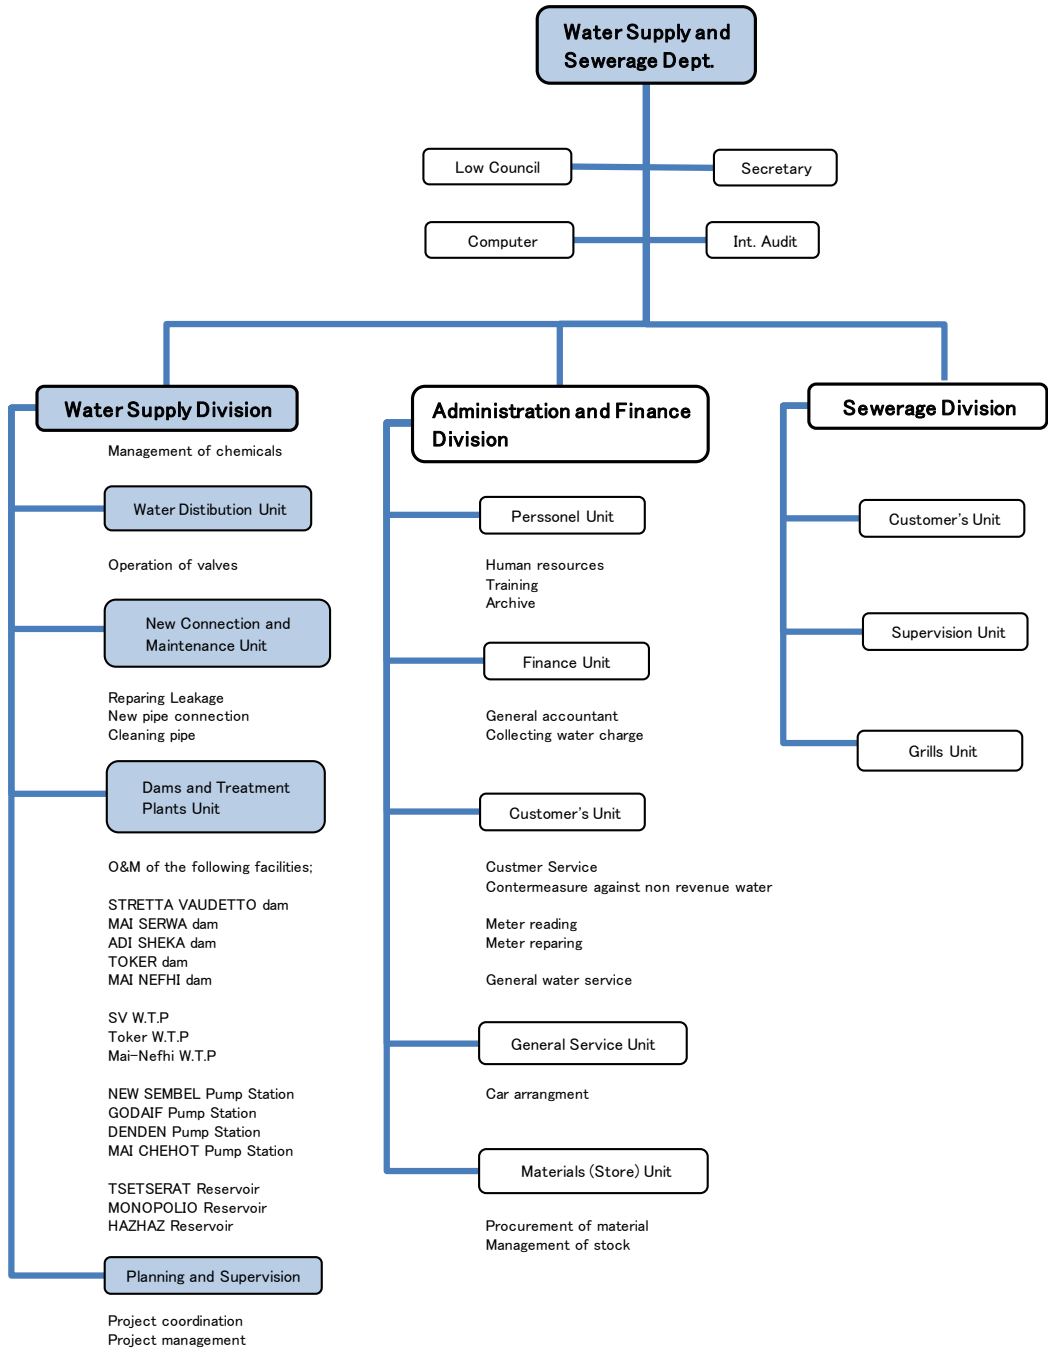 Water Supply and
Sewerage Dept.
Low Council
Secretary
Computer
Int. Audit
Water Supply Division
Management of chemicals
Water Distibution Unit
Operation of valves
New Connection and
Maintenance Unit
Reparing Leakage
New pipe connection
Cleaning pipe
Dams and Treatment
Plants Unit
O&M of the following facilities;
STRETTA VAUDETTO dam
MAI SERWA dam
ADI SHEKA dam
TOKER dam
MAI NEFHI dam
SV W.T.P
Toker W.T.P
Mai-Nefhi W.T.P
NEW SEMBEL Pump Station
GODAIF Pump Station
DENDEN Pump Station
MAI CHEHOT Pump Station
TSETSERAT Reservoir
MONOPOLIO Reservoir
HAZHAZ Reservoir
Planning and Supervision
Project coordination
Project management
Administration and Finance
Division
Perssonel Unit
Human resources
Training
Archive
Finance Unit
General accountant
Collecting water charge
Customer's Unit
Custmer Service
Contermeasure against non revenue water
Meter reading
Meter reparing
General water service
General Service Unit
Car arrangment
Materials (Store) Unit
Procurement of material
Management of stock
Sewerage Division
Customer's Unit
Supervision Unit
Grills Unit